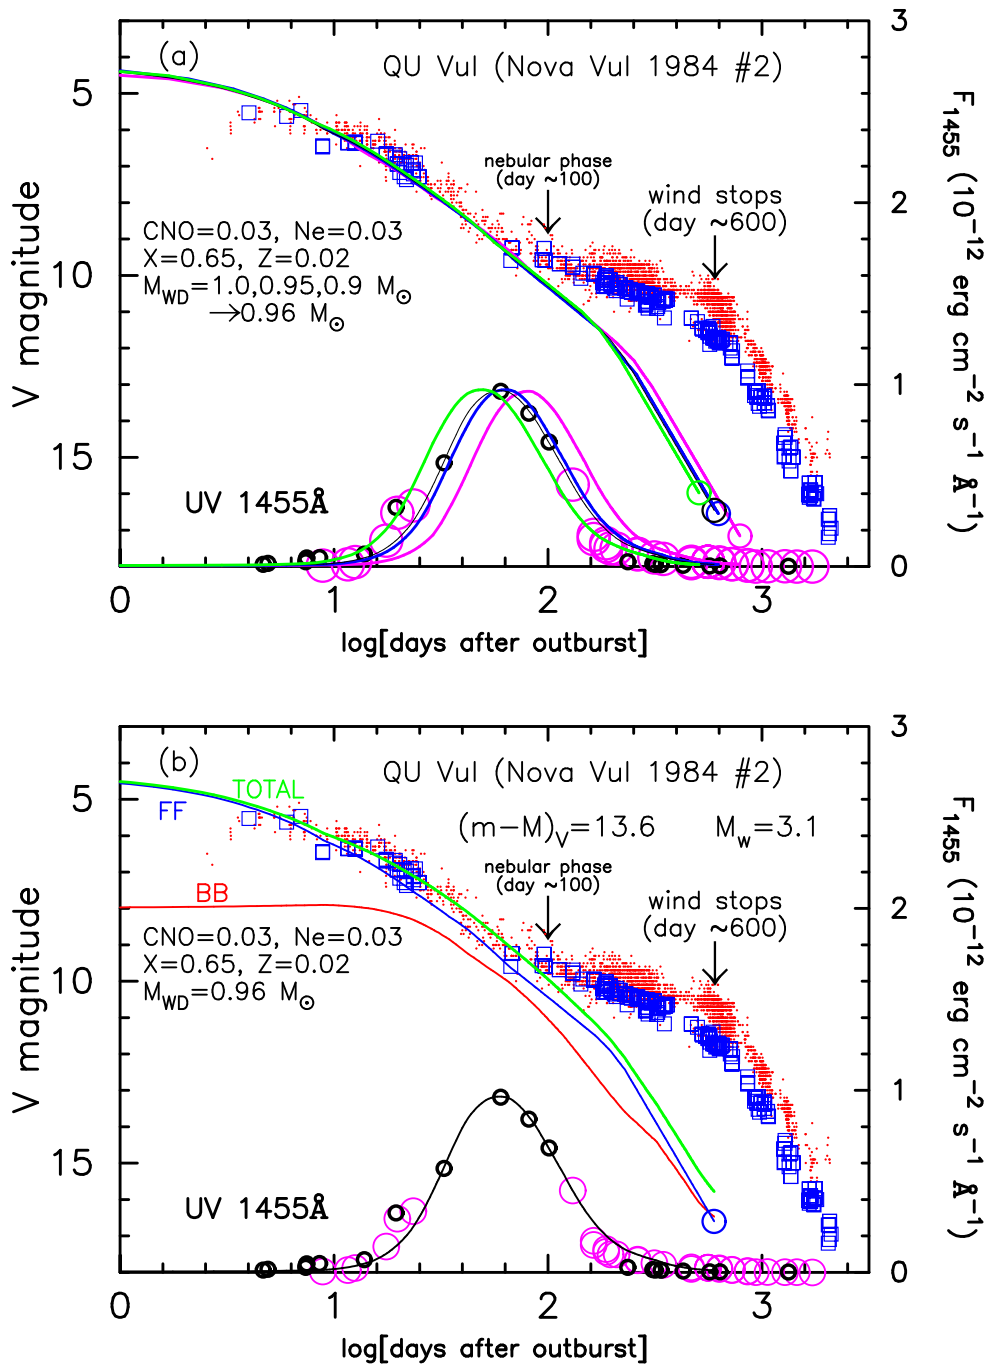 (a)
QU Vul (Nova Vul 1984 #2)
nebular phase
(day ~100)
wind stops
(day ~600)
CNO=0.03, Ne=0.03
X=0.65, Z=0.02
M_WD=1.0,0.95,0.9 M⊙
→0.96 M⊙
UV 1455Å
V magnitude
5
10
15
3
2
1
0
F_1455 (10^-12 erg cm^-2 s^-1 Å^-1)
0 1 2 3
log[days after outburst]
(b)
QU Vul (Nova Vul 1984 #2)
TOTAL
FF
(m-M)_V=13.6 M_w=3.1
nebular phase
(day ~100)
BB
wind stops
(day ~600)
CNO=0.03, Ne=0.03
X=0.65, Z=0.02
M_WD=0.96 M⊙
UV 1455Å
V magnitude
5
10
15
3
2
1
0
F_1455 (10^-12 erg cm^-2 s^-1 Å^-1)
0 1 2 3
log[days after outburst]